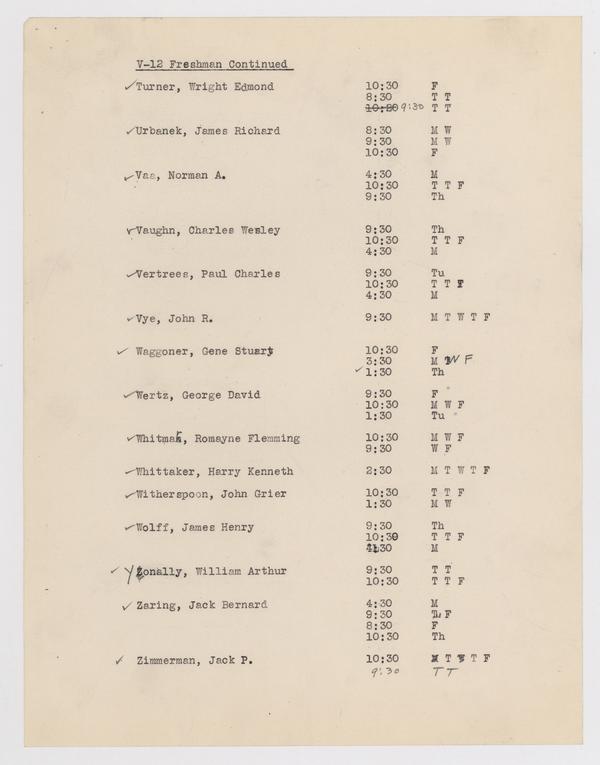 V-12 Freshman Continued
✓Turner, Wright Edmond 10:30 F
8:30 T T
10:30 9:30 T T
✓Urbanek, James Richard 8:30 M W
9:30 M W
10:30 F
✓Vas, Norman A. 4:30 M
10:30 T T F
9:30 Th
✓Vaughn, Charles Wesley 9:30 Th
10:30 T T F
4:30 M
✓Vertrees, Paul Charles 9:30 Tu
10:30 T T F
4:30 M
✓Vye, John R. 9:30 M T W T F
✓ Waggoner, Gene Stuart 10:30 F
3:30 M W F
✓ 1:30 Th
✓Wertz, George David 9:30 F
10:30 M W F
1:30 Tu
✓Whitmar, Romayne Flemming 10:30 M W F
9:30 W F
✓Whittaker, Harry Kenneth 2:30 M T W T F
✓Witherspoon, John Grier 10:30 T T F
1:30 M W
✓Wolff, James Henry 9:30 Th
10:30 T T F
4:30 M
✓ Yonally, William Arthur 9:30 T T
10:30 T T F
✓ Zaring, Jack Bernard 4:30 M
9:30 F
8:30 F
10:30 Th
✓ Zimmerman, Jack P. 10:30 T T F
9:30 T T